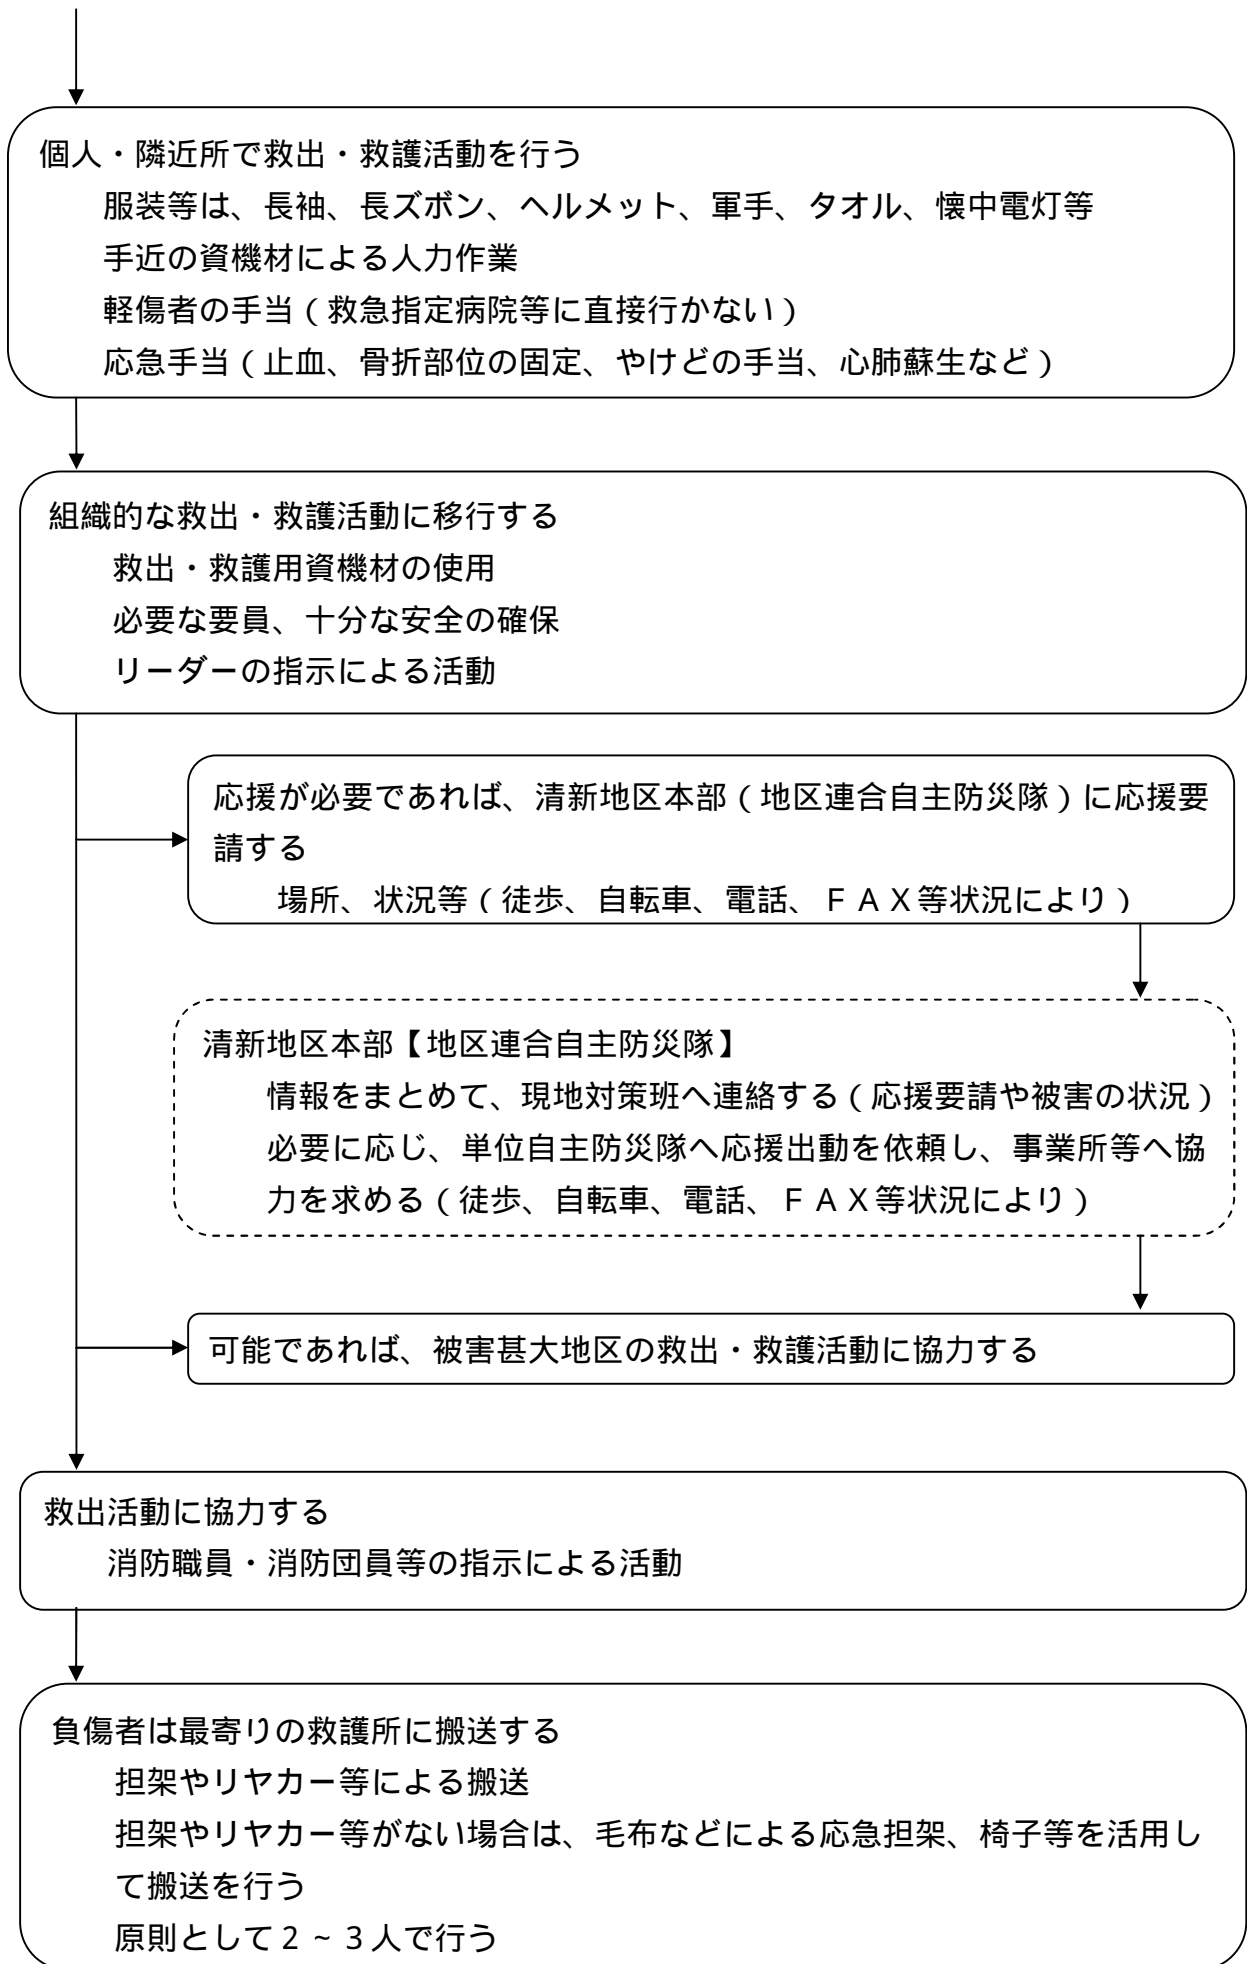 個人・隣近所で救出・救護活動を行う
服装等は、長袖、長ズボン、ヘルメット、軍手、タオル、懐中電灯等
手近の資機材による人力作業
軽傷者の手当（救急指定病院等に直接行かない）
応急手当（止血、骨折部位の固定、やけどの手当、心肺蘇生など）
組織的な救出・救護活動に移行する
救出・救護用資機材の使用
必要な要員、十分な安全の確保
リーダーの指示による活動
応援が必要であれば、清新地区本部（地区連合自主防災隊）に応援要
請する
場所、状況等（徒歩、自転車、電話、ＦＡＸ等状況により）
清新地区本部【地区連合自主防災隊】
情報をまとめて、現地対策班へ連絡する（応援要請や被害の状況）
必要に応じ、単位自主防災隊へ応援出動を依頼し、事業所等へ協
力を求める（徒歩、自転車、電話、ＦＡＸ等状況により）
可能であれば、被害甚大地区の救出・救護活動に協力する
救出活動に協力する
消防職員・消防団員等の指示による活動
負傷者は最寄りの救護所に搬送する
担架やリヤカー等による搬送
担架やリヤカー等がない場合は、毛布などによる応急担架、椅子等を活用し
て搬送を行う
原則として２～３人で行う